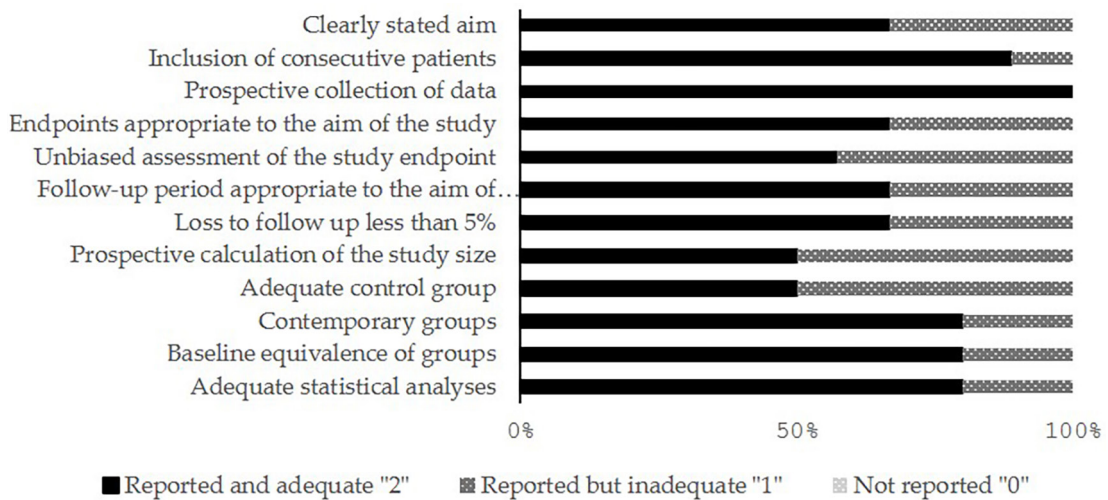 Clearly stated aim
Inclusion of consecutive patients
Prospective collection of data
Endpoints appropriate to the aim of the study
Unbiased assessment of the study endpoint
Follow-up period appropriate to the aim of…
Loss to follow up less than 5%
Prospective calculation of the study size
Adequate control group
Contemporary groups
Baseline equivalence of groups
Adequate statistical analyses
0% 50% 100%
Reported and adequate "2" Reported but inadequate "1" Not reported "0"